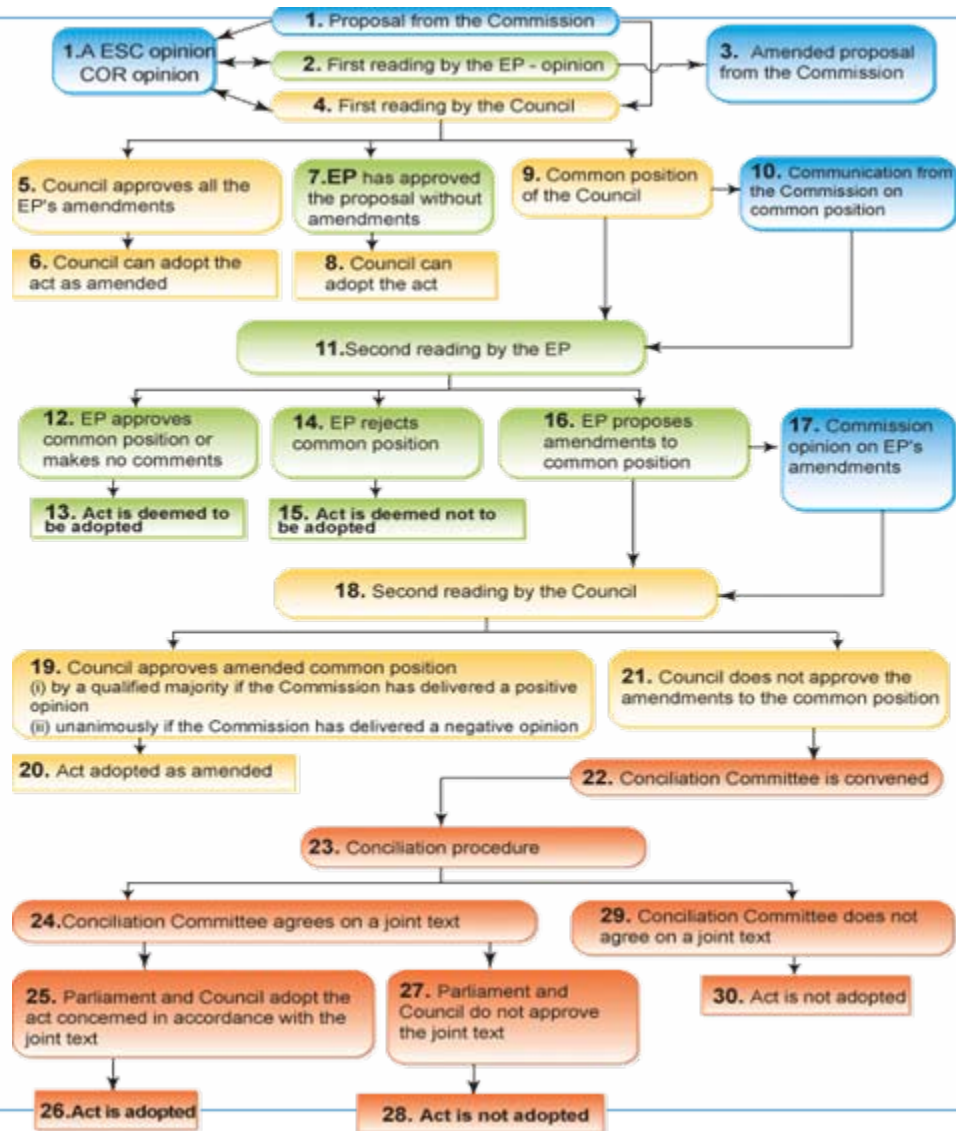 1. Proposal from the Commission
1.A ESC opinion
COR opinion
2. First reading by the EP - opinion
3. Amended proposal
from the Commission
4. First reading by the Council
5. Council approves all the
EP's amendments
6. Council can adopt the
act as amended
7.EP has approved
the proposal without
amendments
8. Council can
adopt the act
9. Common position
of the Council
10. Communication from
the Commission on
common position
11.Second reading by the EP
12. EP approves
common position or
makes no comments
13. Act is deemed to
be adopted
14. EP rejects
common position
15. Act is deemed not to
be adopted
16. EP proposes
amendments to
common position
17. Commission
opinion on EP's
amendments
18. Second reading by the Council
19. Council approves amended common position
(i) by a qualified majority if the Commission has delivered a positive
opinion
(ii) unanimously if the Commission has delivered a negative opinion
20. Act adopted as amended
21. Council does not approve the
amendments to the common position
22. Conciliation Committee is convened
23. Conciliation procedure
24.Conciliation Committee agrees on a joint text
25. Parliament and Council adopt the
act concerned in accordance with the
joint text
26.Act is adopted
27. Parliament and
Council do not approve
the joint text
28. Act is not adopted
29. Conciliation Committee does not
agree on a joint text
30. Act is not adopted